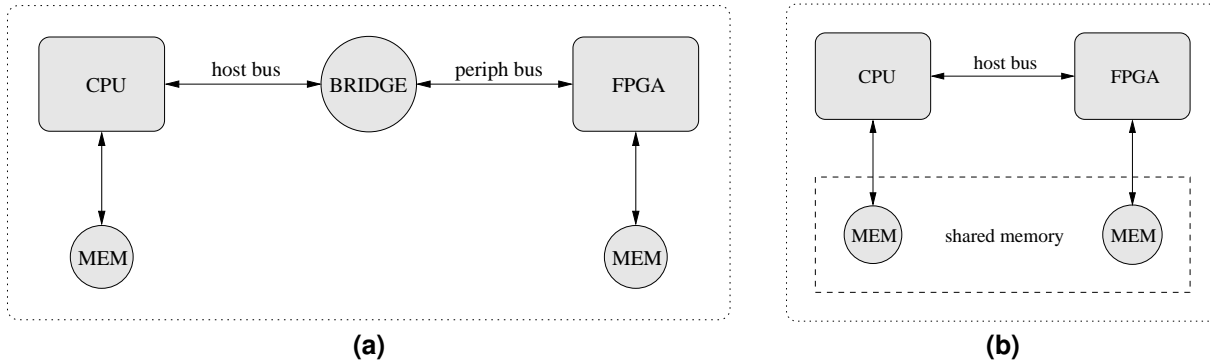 CPU
host bus
BRIDGE
periph bus
FPGA
MEM
MEM
(a)
CPU
host bus
FPGA
MEM
shared memory
MEM
(b)